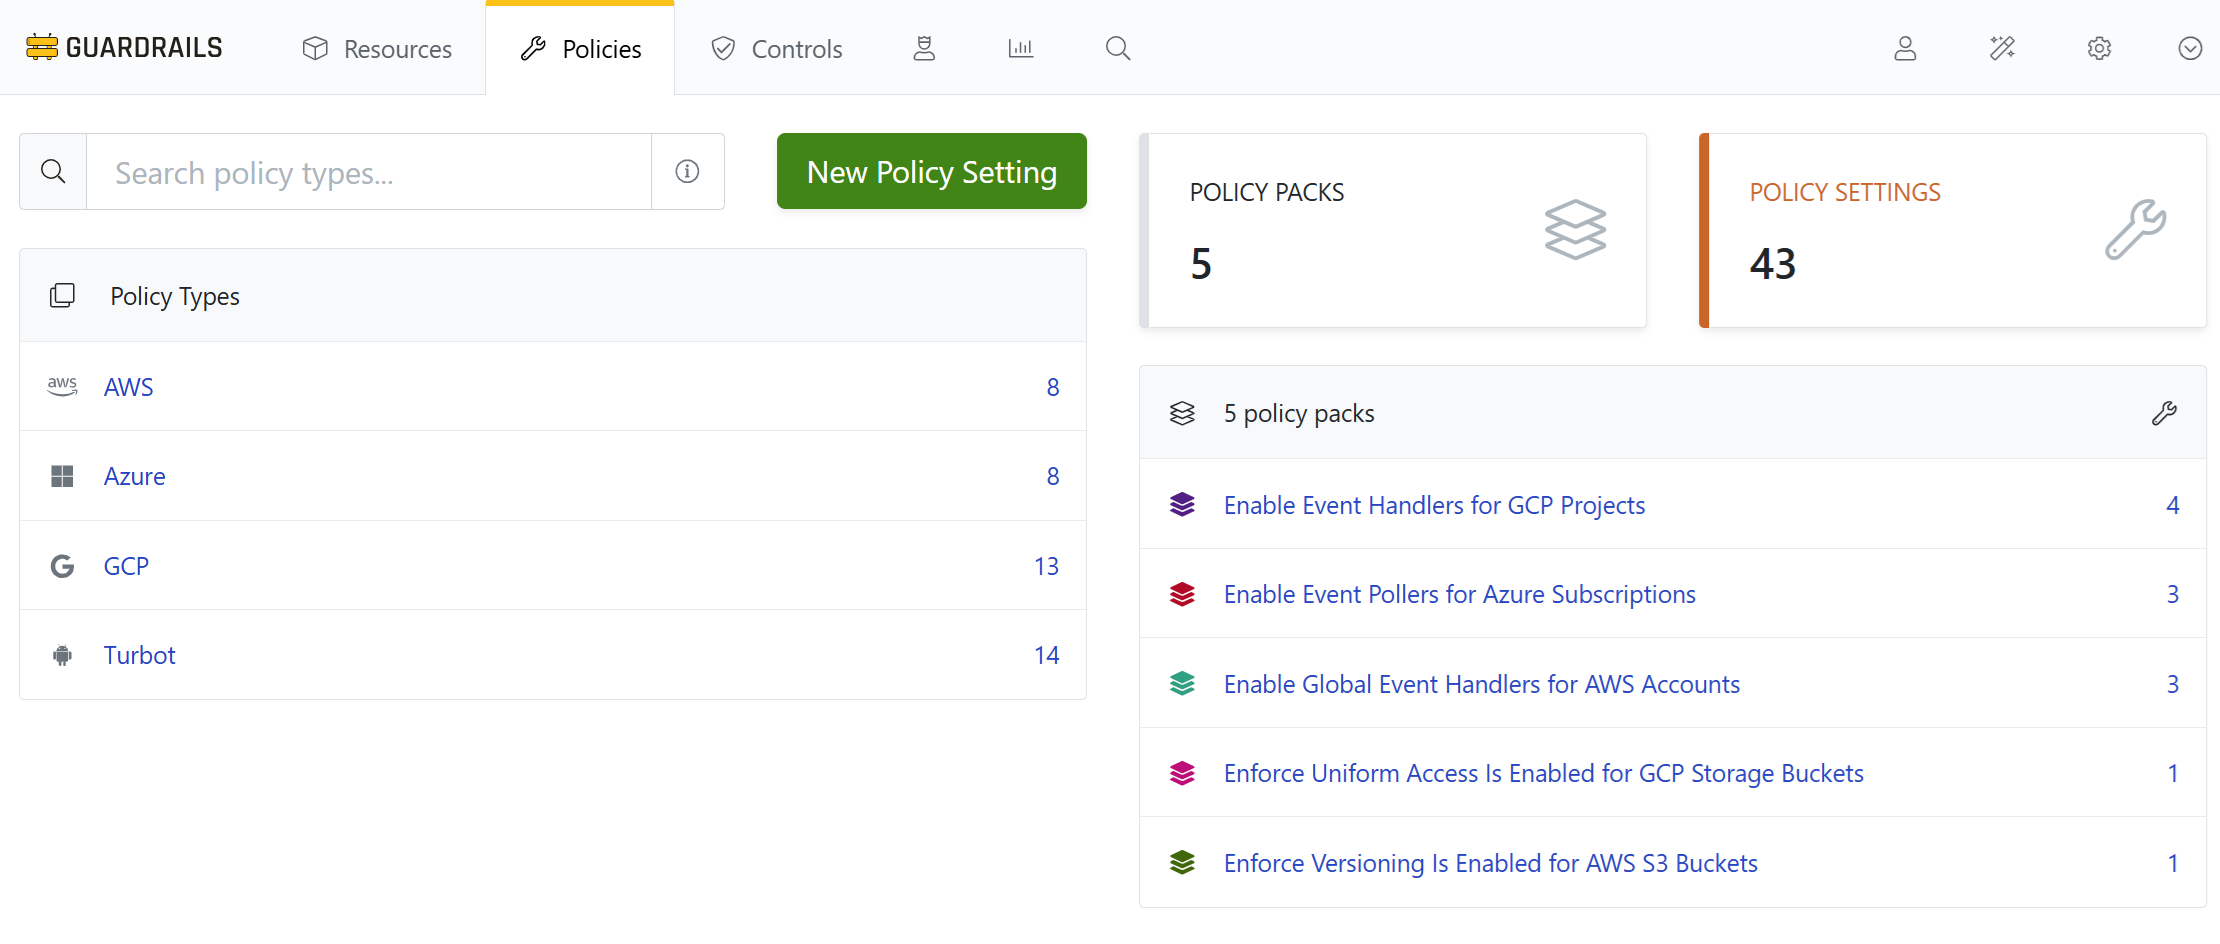 GUARDRAILS
Resources
Policies
Controls
Search policy types...
New Policy Setting
Policy Types
aws AWS 8
Azure 8
GCP 13
Turbot 14
POLICY PACKS
5
POLICY SETTINGS
43
5 policy packs
Enable Event Handlers for GCP Projects 4
Enable Event Pollers for Azure Subscriptions 3
Enable Global Event Handlers for AWS Accounts 3
Enforce Uniform Access Is Enabled for GCP Storage Buckets 1
Enforce Versioning Is Enabled for AWS S3 Buckets 1